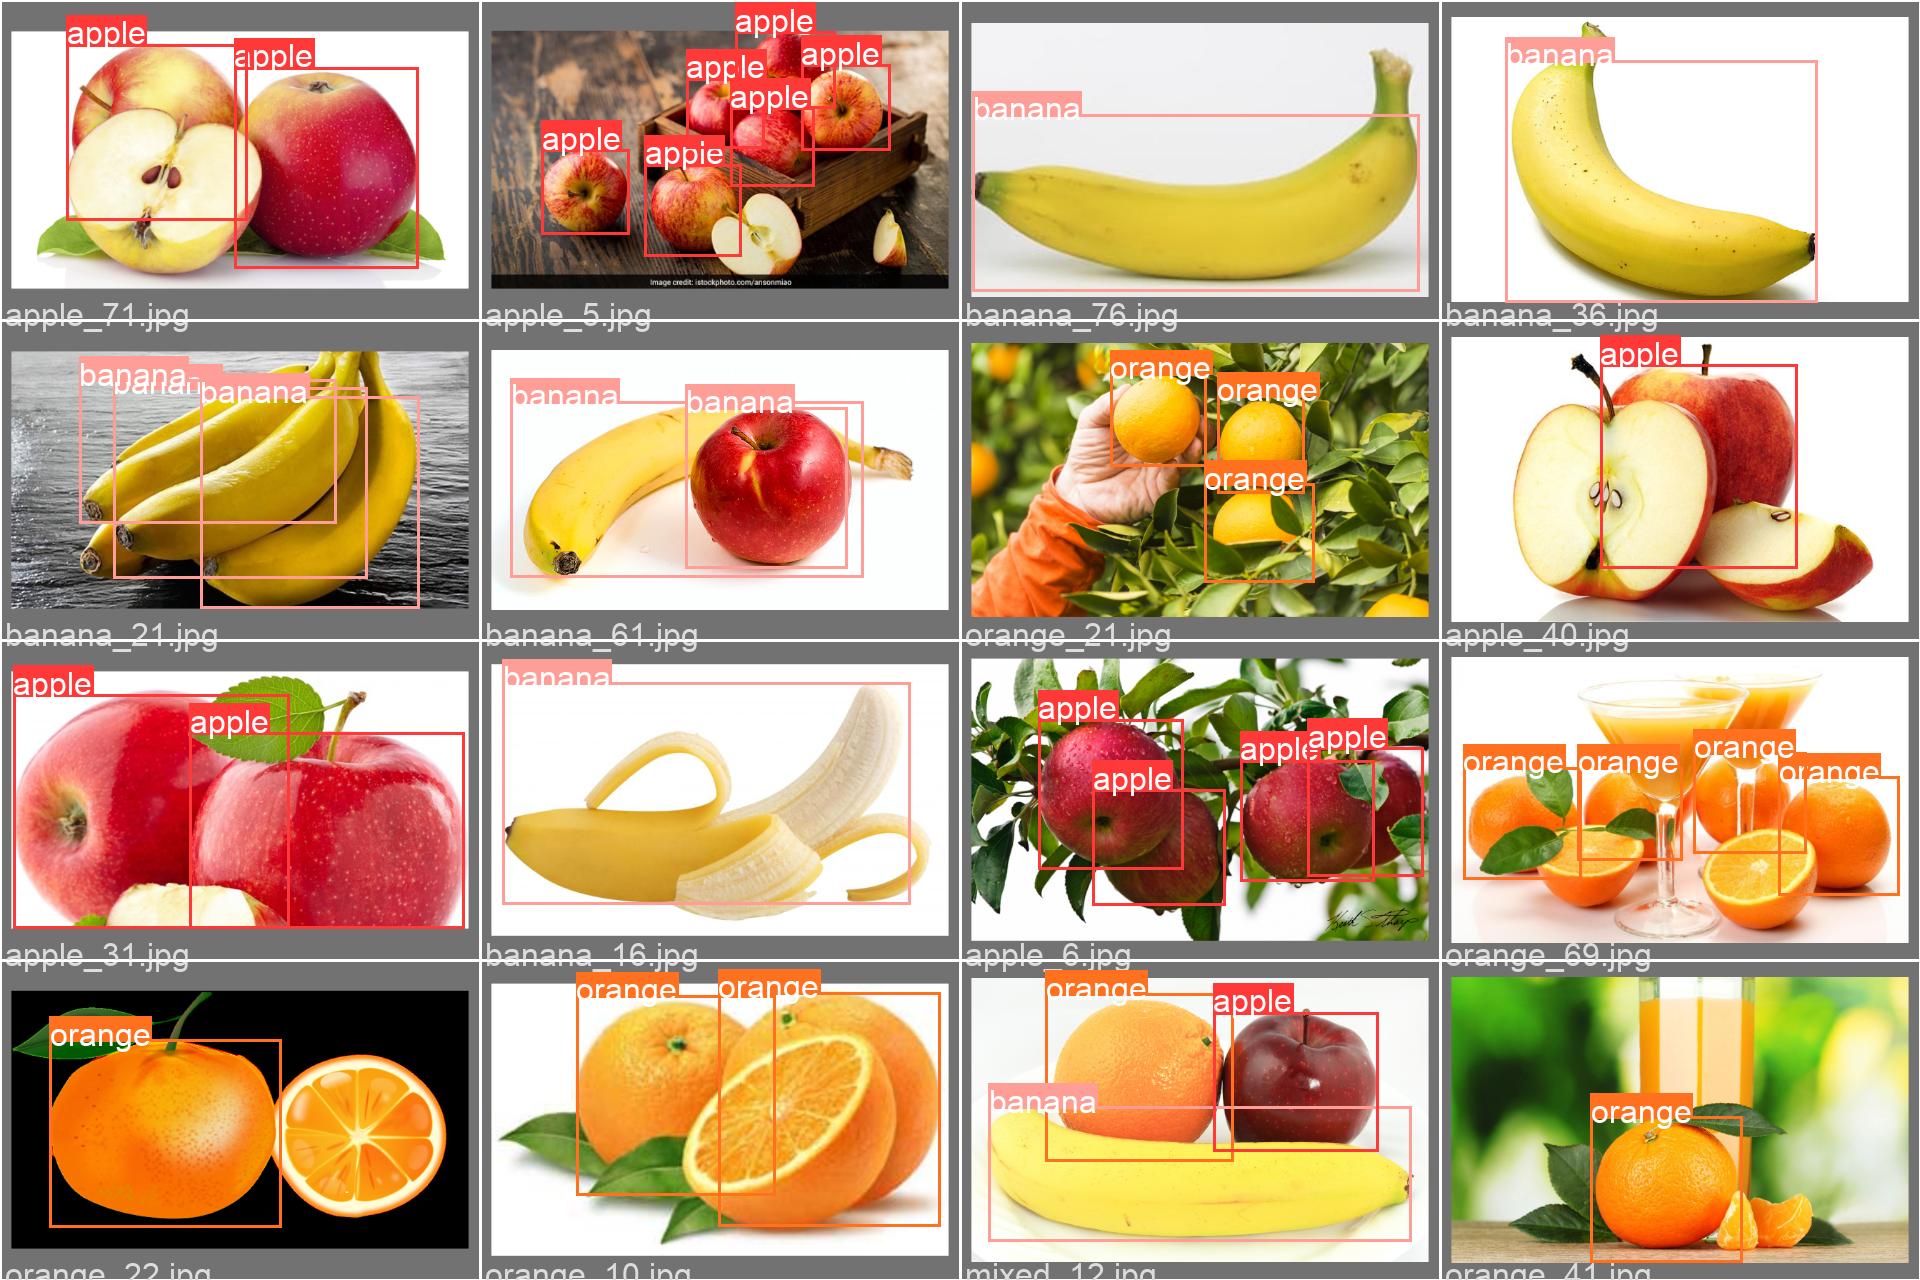 apple
apple
apple_71.jpg
apple
apple
apple
apple
apple
apple
Image credit: istockphoto.com/ansonmiao
apple_5.jpg
banana
banana_76.jpg
banana
banana_36.jpg
banana
banana
banana
banana_21.jpg
banana
banana
banana_61.jpg
orange
orange
orange
orange_21.jpg
apple
apple_40.jpg
apple
apple
apple_31.jpg
banana
banana_16.jpg
apple
apple
apple
apple
apple_6.jpg
orange
orange
orange
orange
orange_69.jpg
orange
orange_22.jpg
orange
orange
orange_10.jpg
orange
apple
banana
mixed_12.jpg
orange
orange_41.jpg